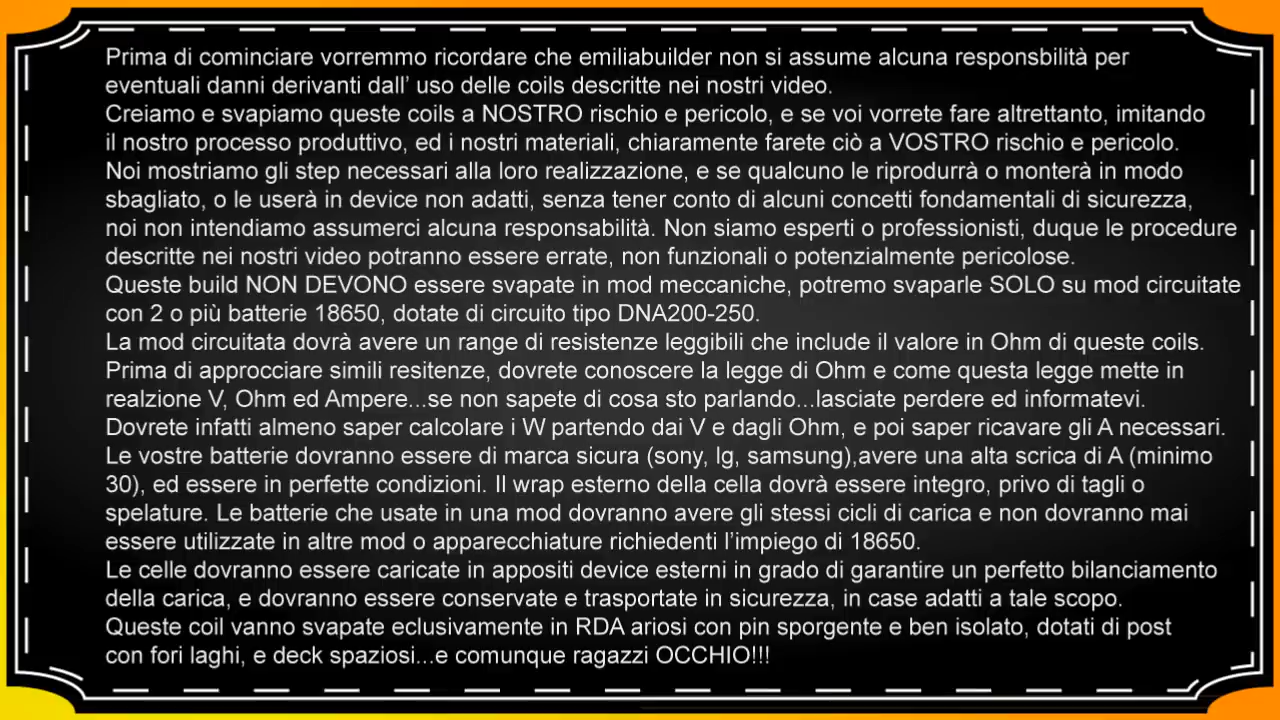 Prima di cominciare vorremmo ricordare che emiliabuilder non si assume alcuna responsbilità per
eventuali danni derivanti dall’ uso delle coils descritte nei nostri video.
Creiamo e svapiamo queste coils a NOSTRO rischio e pericolo, e se voi vorrete fare altrettanto, imitando
il nostro processo produttivo, ed i nostri materiali, chiaramente farete ciò a VOSTRO rischio e pericolo.
Noi mostriamo gli step necessari alla loro realizzazione, e se qualcuno le riprodurrà o monterà in modo
sbagliato, o le userà in device non adatti, senza tener conto di alcuni concetti fondamentali di sicurezza,
noi non intendiamo assumerci alcuna responsabilità. Non siamo esperti o professionisti, duque le procedure
descritte nei nostri video potranno essere errate, non funzionali o potenzialmente pericolose.
Queste build NON DEVONO essere svapate in mod meccaniche, potremo svaparle SOLO su mod circuitate
con 2 o più batterie 18650, dotate di circuito tipo DNA200-250.
La mod circuitata dovrà avere un range di resistenze leggibili che include il valore in Ohm di queste coils.
Prima di approcciare simili resitenze, dovrete conoscere la legge di Ohm e come questa legge mette in
realzione V, Ohm ed Ampere...se non sapete di cosa sto parlando...lasciate perdere ed informatevi.
Dovrete infatti almeno saper calcolare i W partendo dai V e dagli Ohm, e poi saper ricavare gli A necessari.
Le vostre batterie dovranno essere di marca sicura (sony, lg, samsung),avere una alta scrica di A (minimo
30), ed essere in perfette condizioni. Il wrap esterno della cella dovrà essere integro, privo di tagli o
spelature. Le batterie che usate in una mod dovranno avere gli stessi cicli di carica e non dovranno mai
essere utilizzate in altre mod o apparecchiature richiedenti l’impiego di 18650.
Le celle dovranno essere caricate in appositi device esterni in grado di garantire un perfetto bilanciamento
della carica, e dovranno essere conservate e trasportate in sicurezza, in case adatti a tale scopo.
Queste coil vanno svapate eclusivamente in RDA ariosi con pin sporgente e ben isolato, dotati di post
con fori laghi, e deck spaziosi...e comunque ragazzi OCCHIO!!!